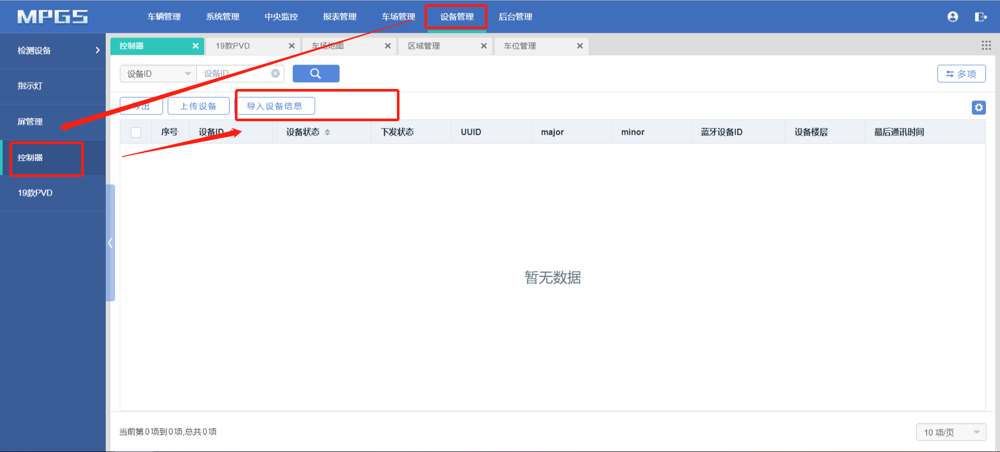 MPGS
车辆管理 系统管理 中央监控 报表管理 车场管理 设备管理 后台管理
检测设备
指示灯
屏管理
控制器
19款PVD
控制器 19款PVD 车场地图 区域管理 车位管理
设备ID 设备ID 多项
导出 上传设备 导入设备信息
序号 设备ID 设备状态 下发状态 UUID major minor 蓝牙设备ID 设备楼层 最后通讯时间
暂无数据
当前第0项到0项,总共0项
10 项/页